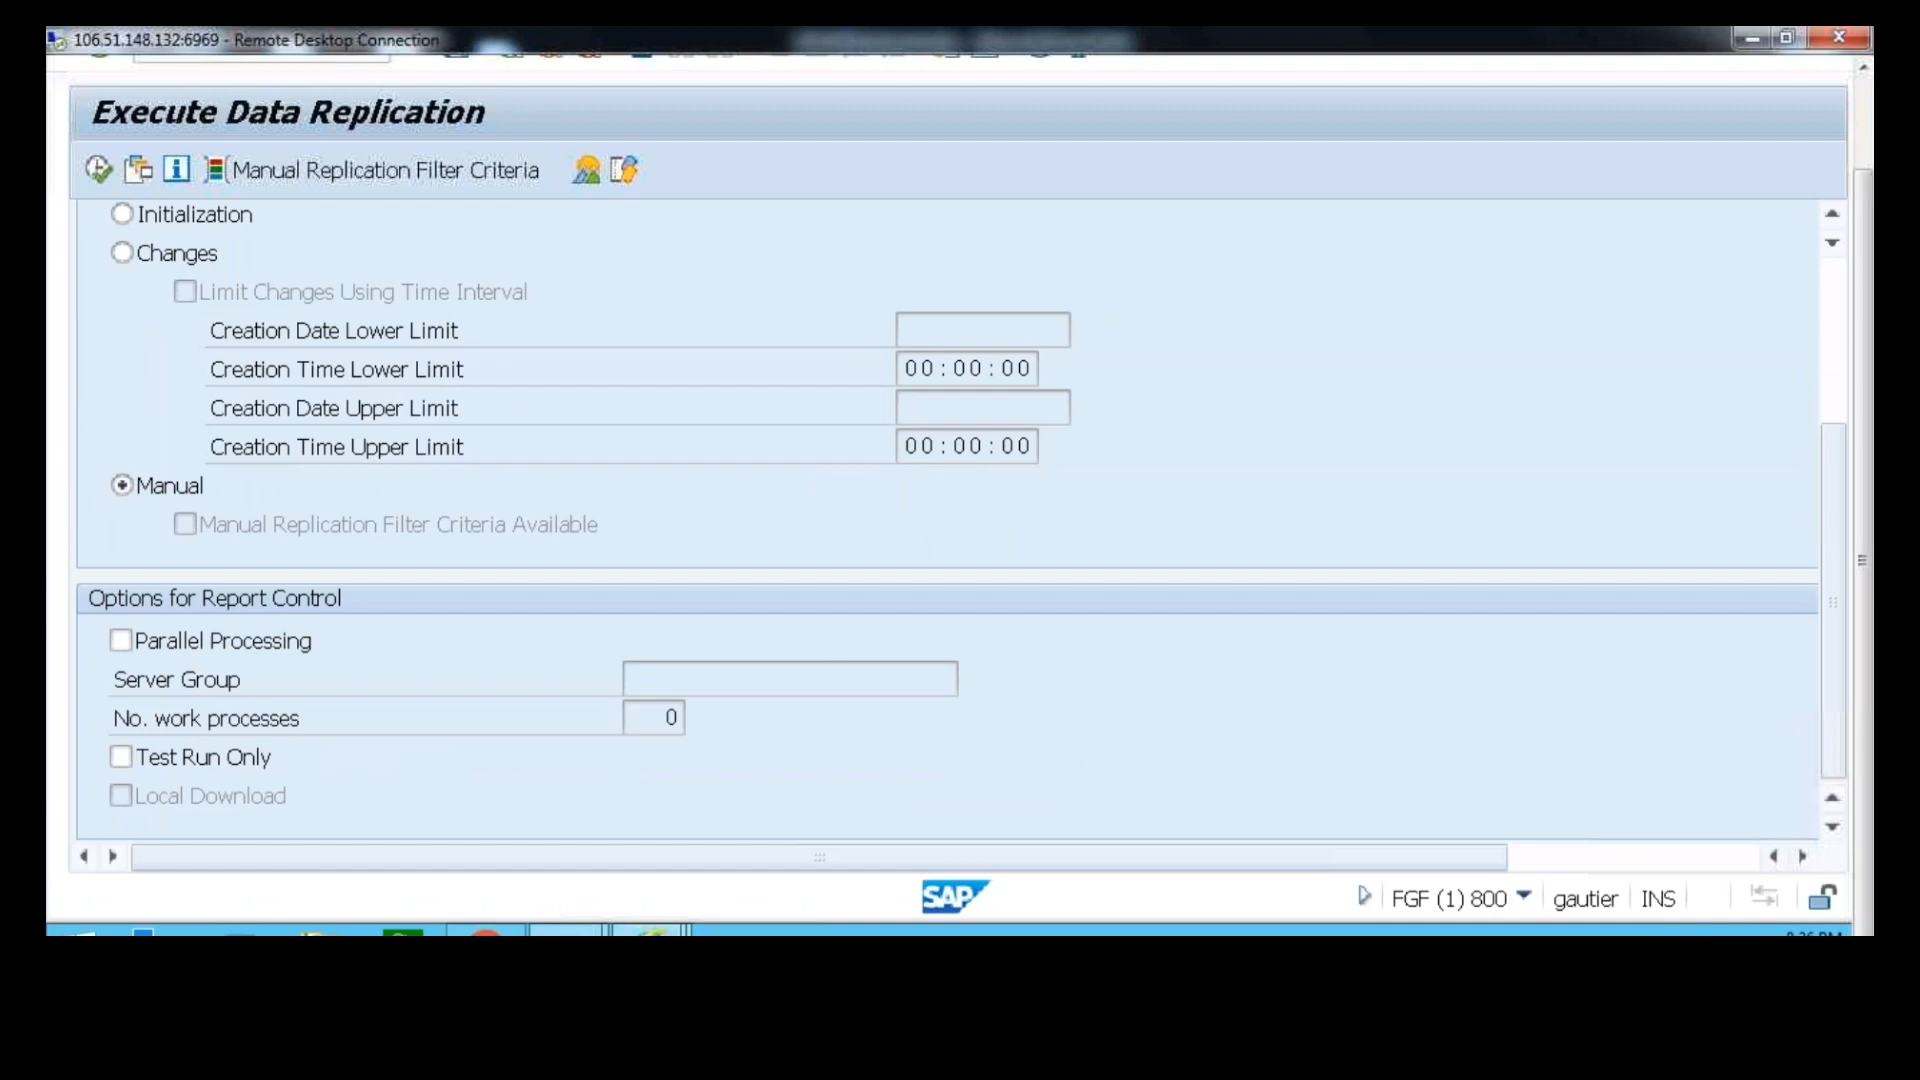 106.51.148.132:6969 - Remote Desktop Connection
Execute Data Replication
Manual Replication Filter Criteria
Initialization
Changes
Limit Changes Using Time Interval
Creation Date Lower Limit
Creation Time Lower Limit 00:00:00
Creation Date Upper Limit
Creation Time Upper Limit 00:00:00
Manual
Manual Replication Filter Criteria Available
Options for Report Control
Parallel Processing
Server Group
No. work processes 0
Test Run Only
Local Download
SAP FGF (1) 800 gautier INS